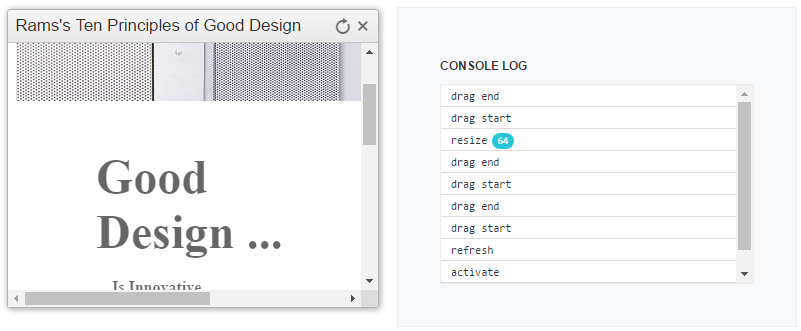 Rams's Ten Principles of Good Design
Good
Design ...
Is Innovative
CONSOLE LOG
drag end
drag start
resize 64
drag end
drag start
drag end
drag start
refresh
activate